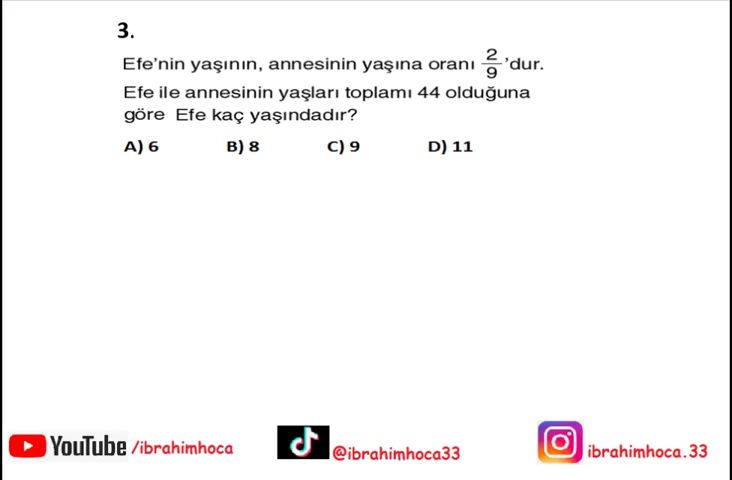 3.
Efe'nin yaşının, annesinin yaşına oranı 2/9 'dur.
Efe ile annesinin yaşları toplamı 44 olduğuna
göre Efe kaç yaşındadır?
A) 6 B) 8 C) 9 D) 11
YouTube /ibrahimhoca @ibrahimhoca33 ibrahimhoca.33